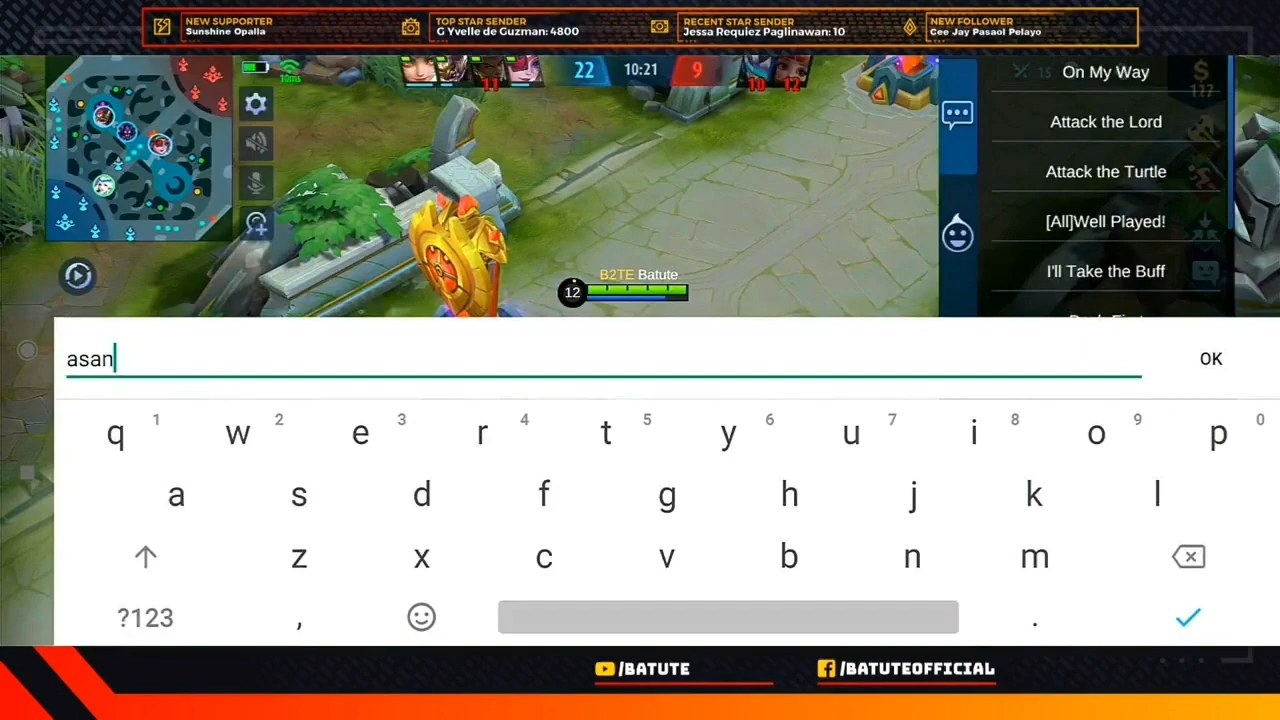 NEW SUPPORTER
Sunshine Opalla
TOP STAR SENDER
G Yvelle de Guzman: 4800
RECENT STAR SENDER
Jessa Requiez Paglinawan: 10
NEW FOLLOWER
Cee Jay Pasaol Pelayo
10ms
11
22
10:21
9
10
12
15
On My Way
$
Attack the Lord
Attack the Turtle
[All]Well Played!
I'll Take the Buff
B2TE Batute
12
asan
OK
q 1 w 2 e 3 r 4 t 5 y 6 u 7 i 8 o 9 p 0
a s d f g h j k l
z x c v b n m
?123 , .
/BATUTE
/BATUTEOFFICIAL